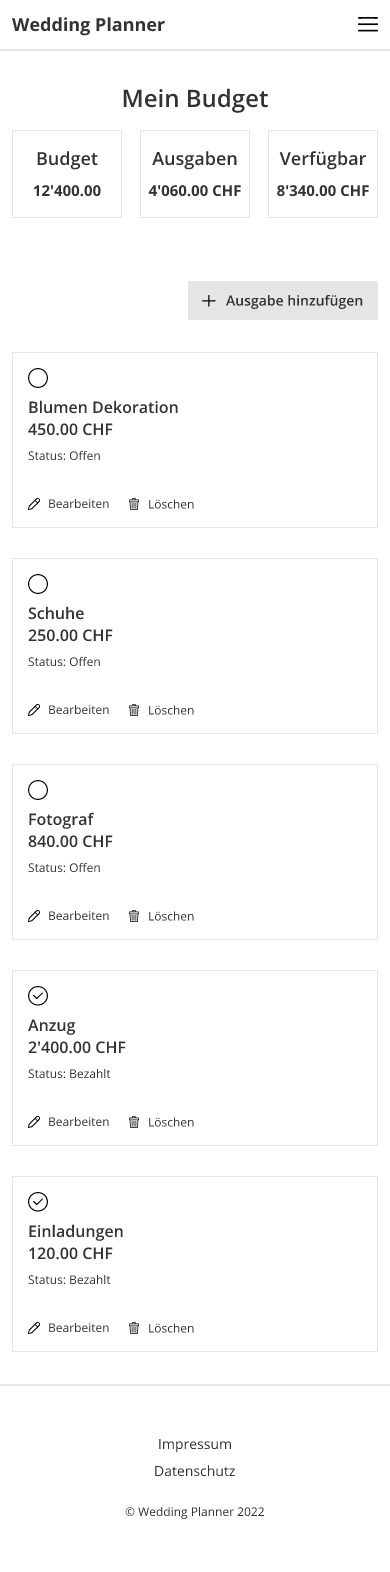 Wedding Planner
Mein Budget
Budget
12'400.00
Ausgaben
4'060.00 CHF
Verfügbar
8'340.00 CHF
Ausgabe hinzufügen
Blumen Dekoration
450.00 CHF
Status: Offen
Bearbeiten Löschen
Schuhe
250.00 CHF
Status: Offen
Bearbeiten Löschen
Fotograf
840.00 CHF
Status: Offen
Bearbeiten Löschen
Anzug
2'400.00 CHF
Status: Bezahlt
Bearbeiten Löschen
Einladungen
120.00 CHF
Status: Bezahlt
Bearbeiten Löschen
Impressum
Datenschutz
© Wedding Planner 2022